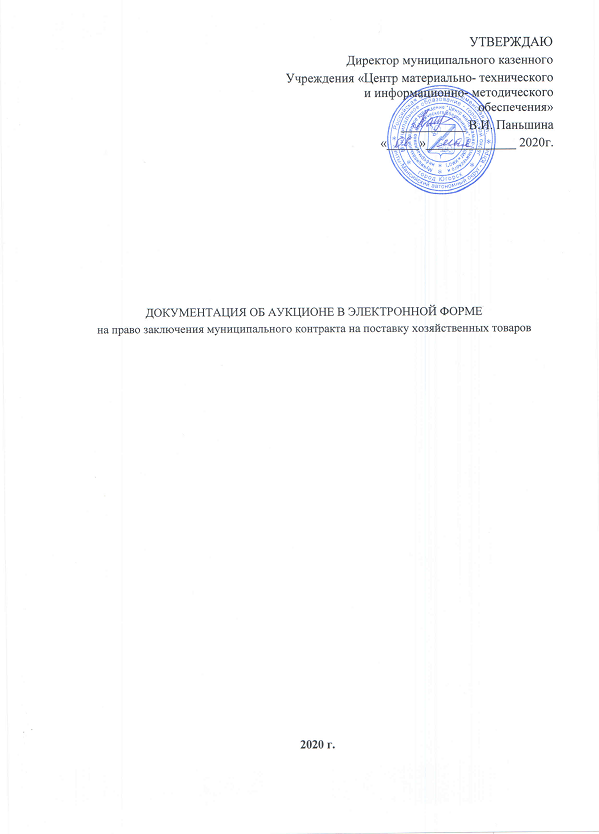 УТВЕРЖДАЮ
Директор муниципального казенного
Учреждения «Центр материально- технического
и информационно- методического
обеспечения»
В.И. Паньшина
« » 2020г.
ДОКУМЕНТАЦИЯ ОБ АУКЦИОНЕ В ЭЛЕКТРОННОЙ ФОРМЕ
на право заключения муниципального контракта на поставку хозяйственных товаров
2020 г.